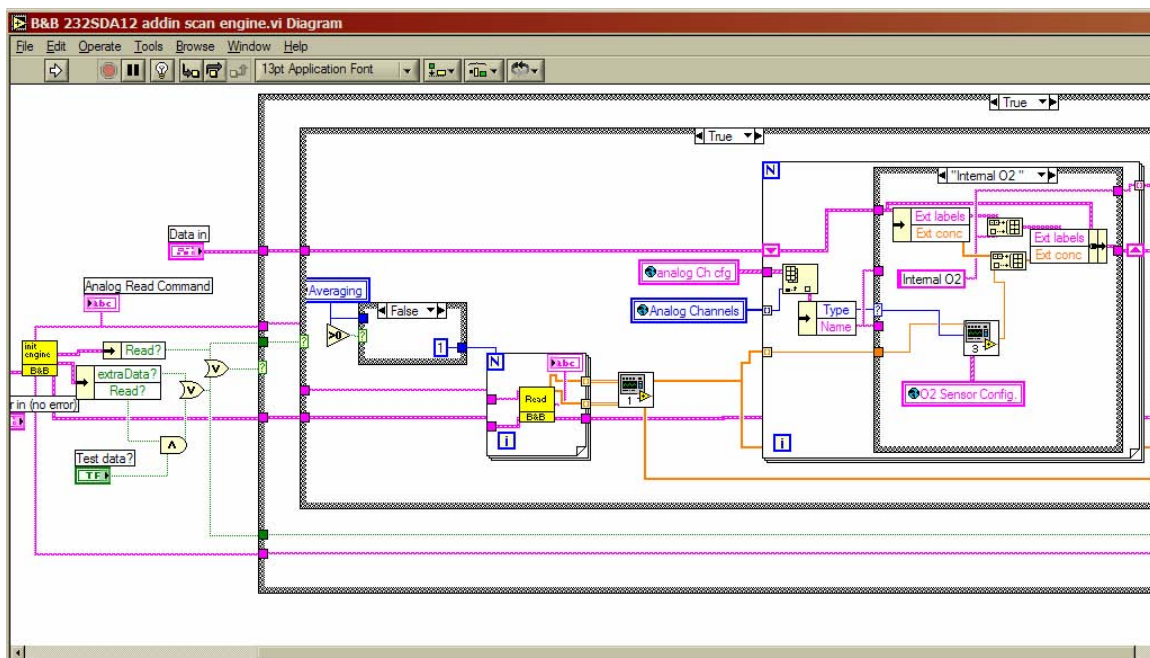 B&B 232SDA12 addin scan engine.vi Diagram
File Edit Operate Tools Browse Window Help
13pt Application Font
True
True
N
"Internal O2 "
Ext labels
Ext conc
Ext labels
Ext conc
Data in
analog Ch cfg
Internal O2
Analog Read Command
abc
Averaging
False
Analog Channels
Type
Name
?
>0
?
1
N
abc
3
init
engine
B&B
Read?
?
V
extraData?
Read?
V
?
Read
B&B
1
O2 Sensor Config.
r in (no error)
i
i
Λ
Test data?
TF